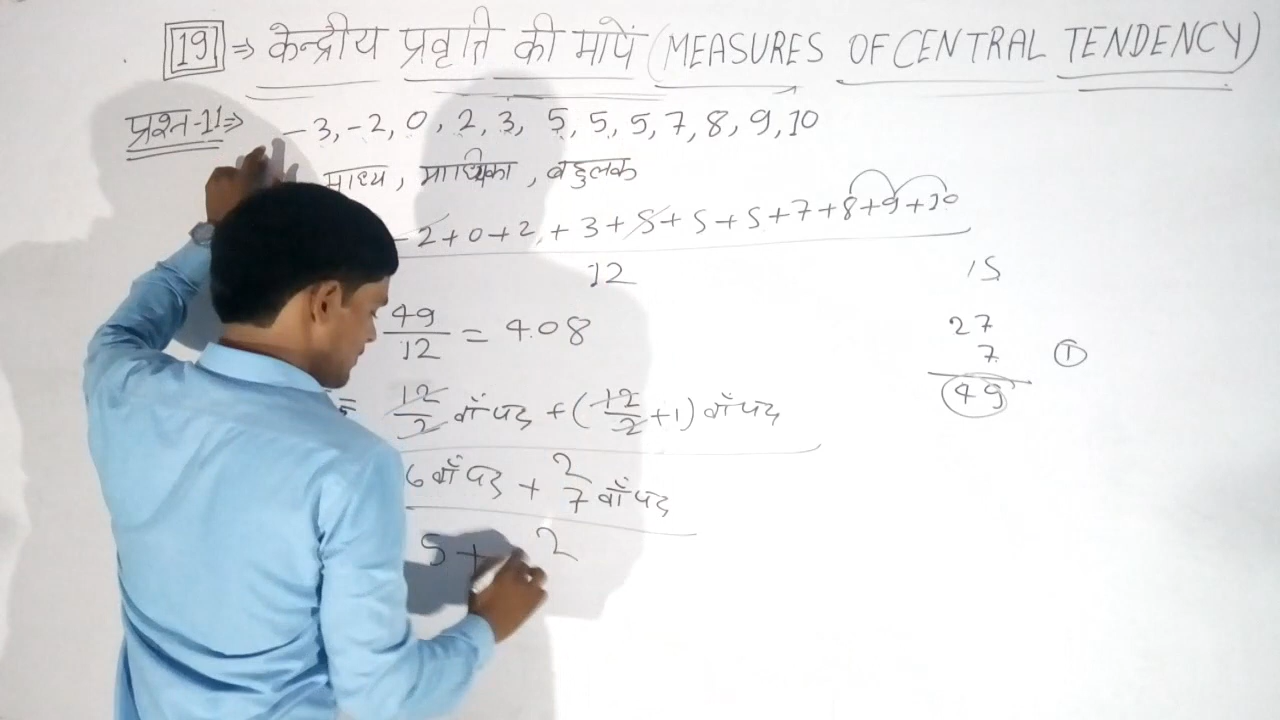 19 ⇒ केन्द्रीय प्रवृत्ति की मापें (MEASURES OF CENTRAL TENDENCY)
प्रश्न-11⇒ -3, -2, 0, 2, 3, 5, 5, 5, 7, 8, 9, 10
माध्य, माध्यिका, बहुलक
- 2 + 0 + 2 + 3 + 5 + 5 + 5 + 7 + 8 + 9 + 10
12
15
27
7
49
①
49/12 = 4.08
12/2 वाँ पद + (12/2 + 1) वाँ पद
2
6 वाँ पद + 7 वाँ पद
2
5 +